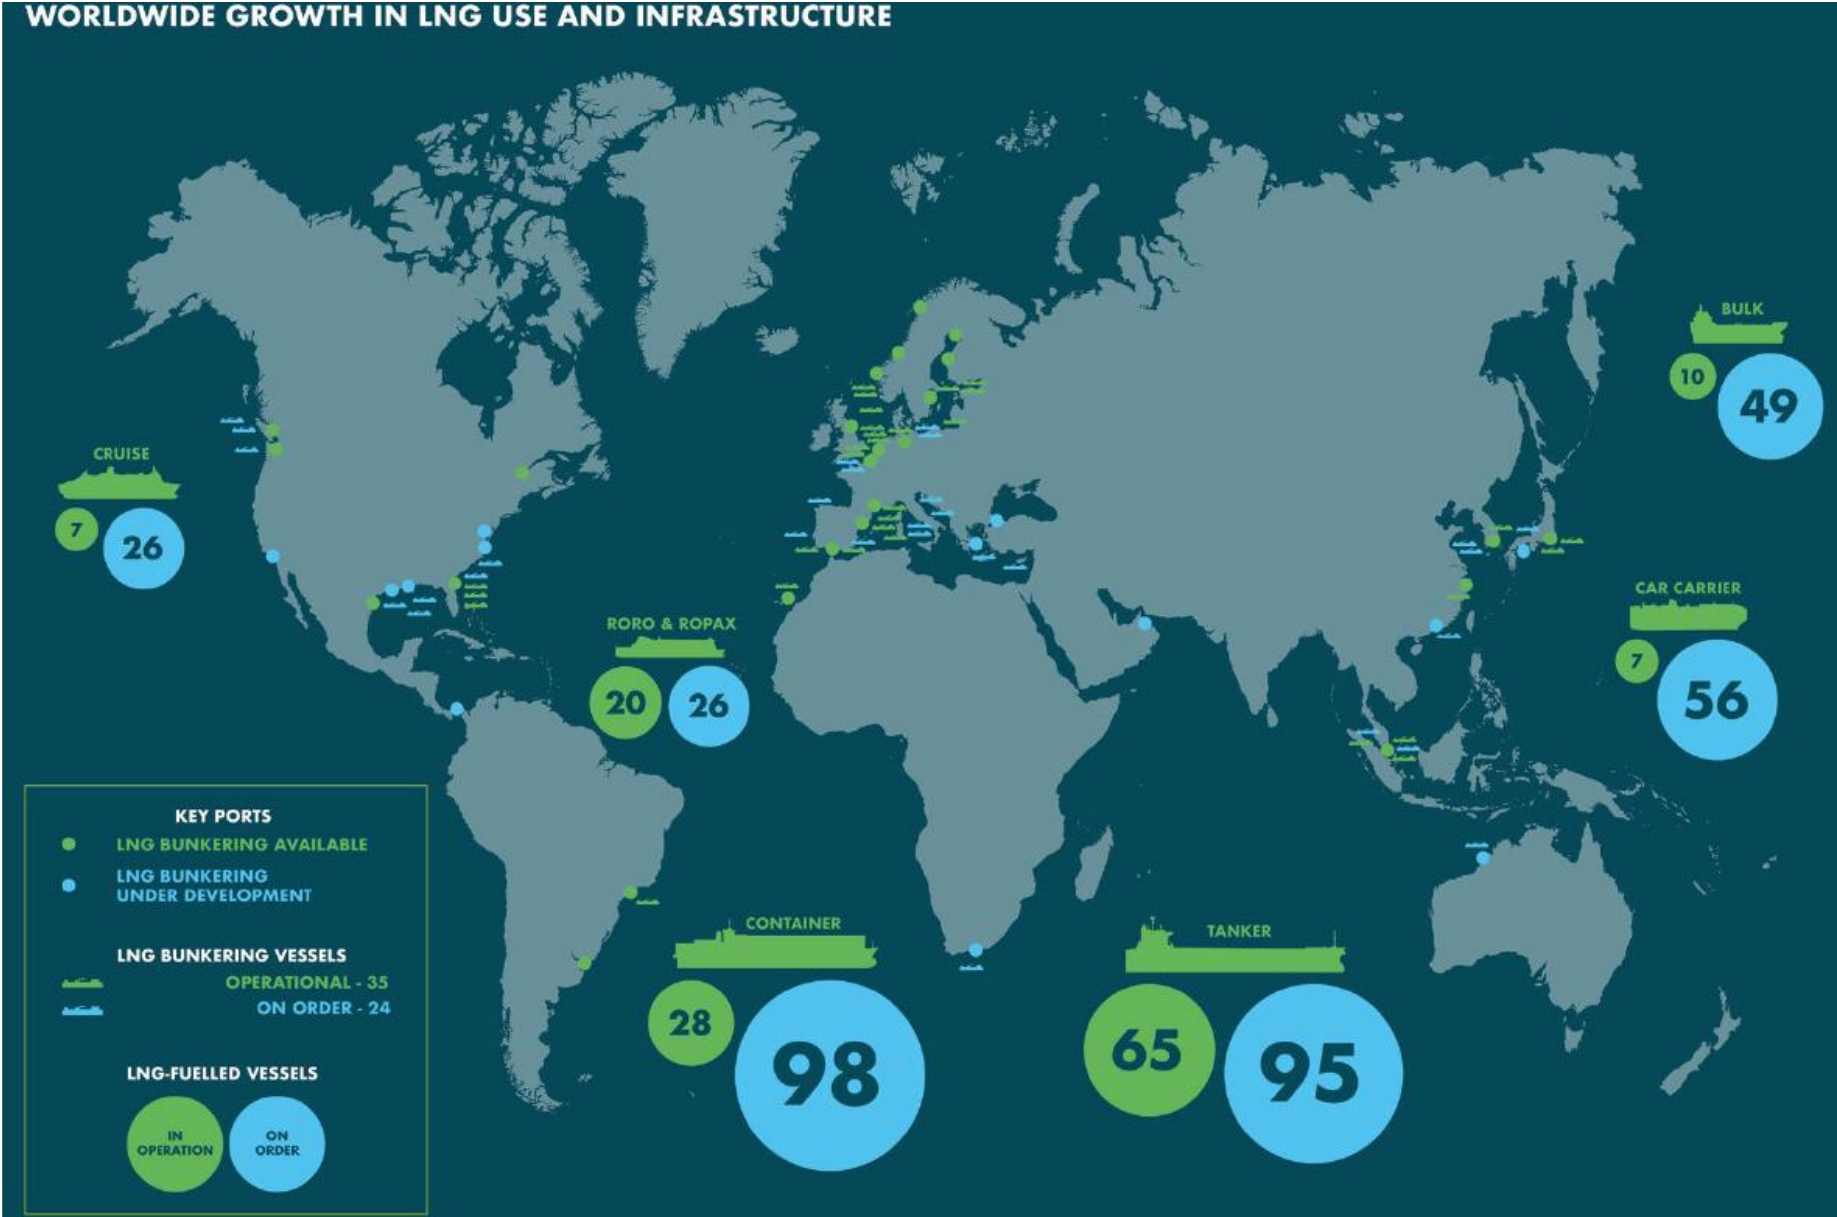 WORLDWIDE GROWTH IN LNG USE AND INFRASTRUCTURE
BULK
10
49
CRUISE
7
26
CAR CARRIER
7
56
RORO & ROPAX
20
26
CONTAINER
28
98
TANKER
65
95
KEY PORTS
LNG BUNKERING AVAILABLE
LNG BUNKERING
UNDER DEVELOPMENT
LNG BUNKERING VESSELS
OPERATIONAL - 35
ON ORDER - 24
LNG-FUELLED VESSELS
IN
OPERATION
ON
ORDER